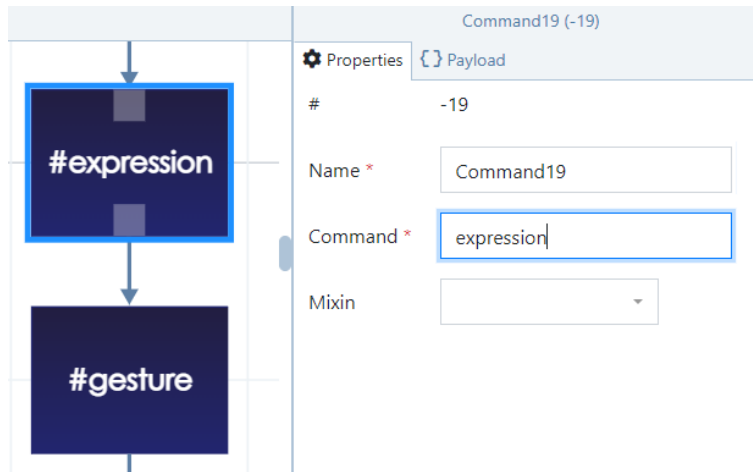 Command19 (-19)
Properties
{} Payload
# -19
Name * Command19
Command * expression
Mixin
#expression
#gesture